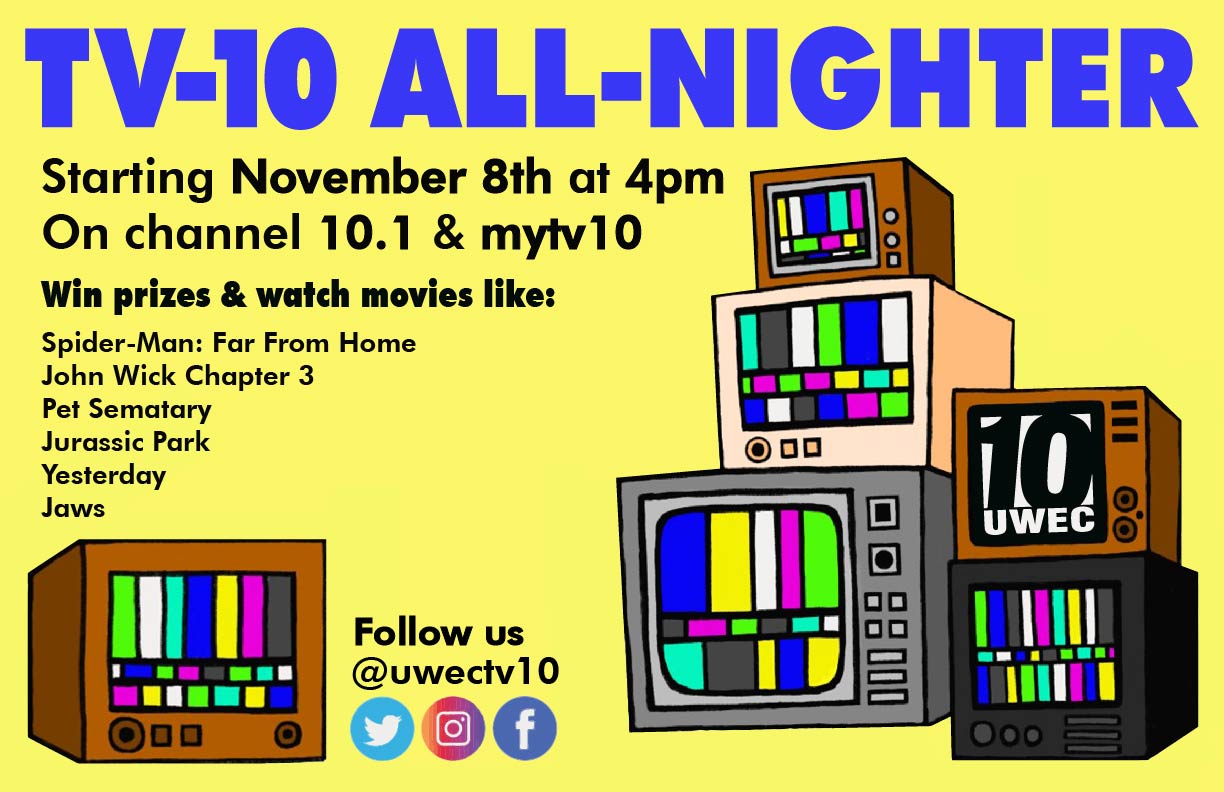 TV-10 ALL-NIGHTER
Starting November 8th at 4pm
On channel 10.1 & mytv10
Win prizes & watch movies like:
Spider-Man: Far From Home
John Wick Chapter 3
Pet Sematary
Jurassic Park
Yesterday
Jaws
10
UWEC
Follow us
@uwectv10